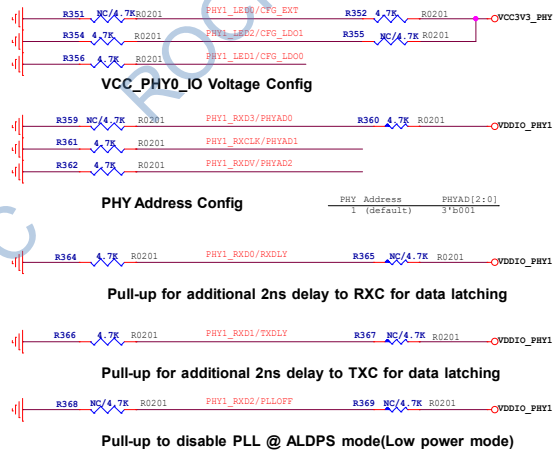 R351 NC/4.7K R0201 PHY1_LED0/CFG_EXT R352 4.7K R0201 VCC3V3_PHY
R354 4.7K R0201 PHY1_LED2/CFG_LDO1 R355 NC/4.7K R0201
R356 4.7K R0201 PHY1_LED1/CFG_LDO0
VCC_PHY0_IO Voltage Config
R359 NC/4.7K R0201 PHY1_RXD3/PHYAD0 R360 4.7K R0201 VDDIO_PHY1
R361 4.7K R0201 PHY1_RXCLK/PHYAD1
R362 4.7K R0201 PHY1_RXDV/PHYAD2
PHY Address Config
PHY Address PHYAD[2:0]
1 (default) 3'b001
R364 4.7K R0201 PHY1_RXD0/RXDLY R365 NC/4.7K R0201 VDDIO_PHY1
Pull-up for additional 2ns delay to RXC for data latching
R366 4.7K R0201 PHY1_RXD1/TXDLY R367 NC/4.7K R0201 VDDIO_PHY1
Pull-up for additional 2ns delay to TXC for data latching
R368 NC/4.7K R0201 PHY1_RXD2/PLLOFF R369 NC/4.7K R0201 VDDIO_PHY1
Pull-up to disable PLL @ ALDPS mode(Low power mode)